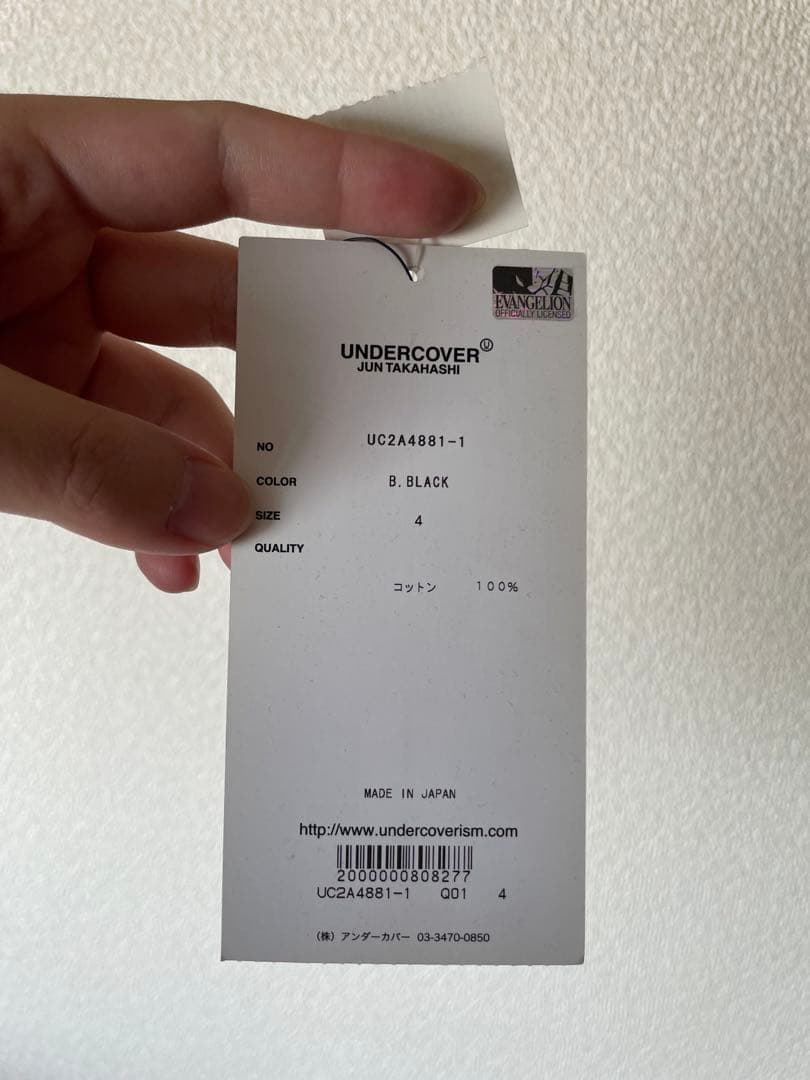 EVANGELION
OFFICIALLY LICENSED
UNDERCOVER U
JUN TAKAHASHI
NO UC2A4881-1
COLOR B.BLACK
SIZE 4
QUALITY
コットン 100%
MADE IN JAPAN
http://www.undercoverism.com
2000000808277
UC2A4881-1 Q01 4
(株) アンダーカバー 03-3470-0850